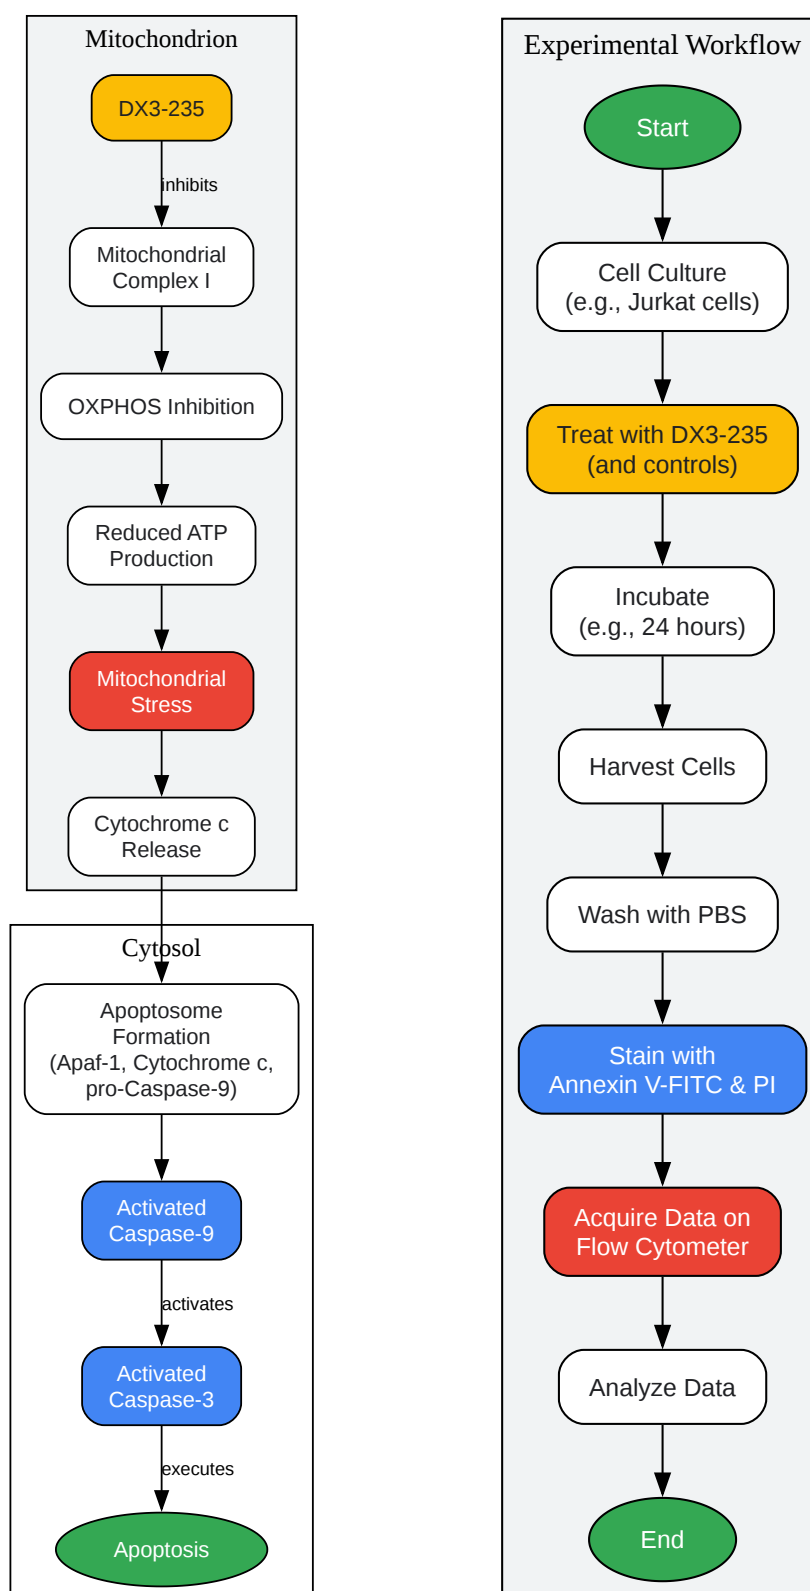 Mitochondrion
DX3-235
inhibits
Mitochondrial
Complex I
OXPHOS Inhibition
Reduced ATP
Production
Mitochondrial
Stress
Cytochrome c
Release
Cytosol
Apoptosome
Formation
(Apaf-1, Cytochrome c,
pro-Caspase-9)
Activated
Caspase-9
activates
Activated
Caspase-3
executes
Apoptosis
Experimental Workflow
Start
Cell Culture
(e.g., Jurkat cells)
Treat with DX3-235
(and controls)
Incubate
(e.g., 24 hours)
Harvest Cells
Wash with PBS
Stain with
Annexin V-FITC & PI
Acquire Data on
Flow Cytometer
Analyze Data
End